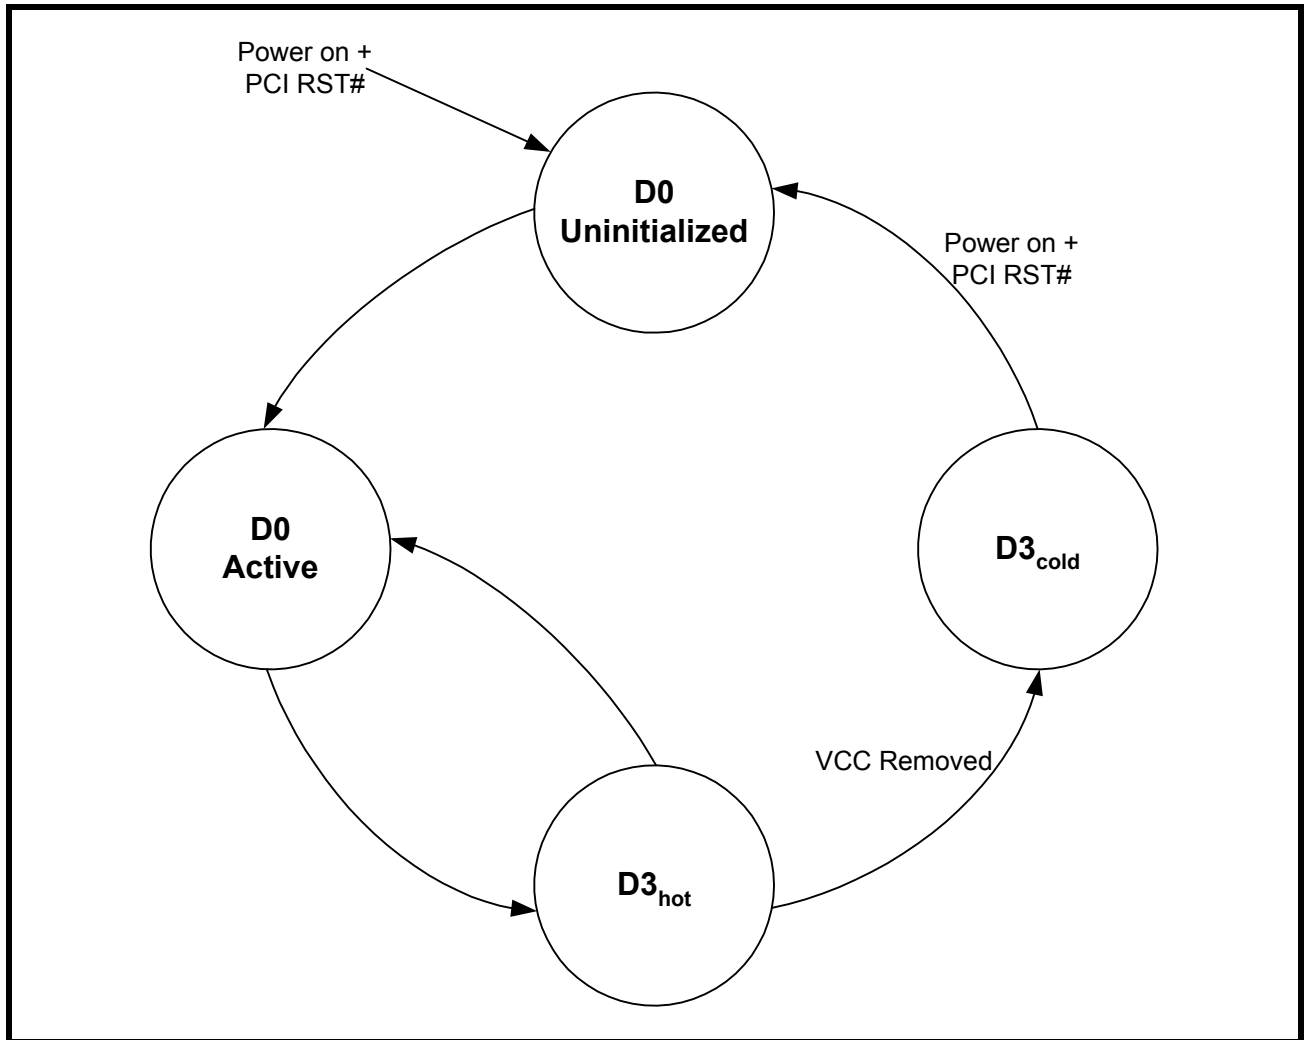 Power on +
PCI RST#
D0
Uninitialized
Power on +
PCI RST#
D0
Active
D3cold
VCC Removed
D3hot